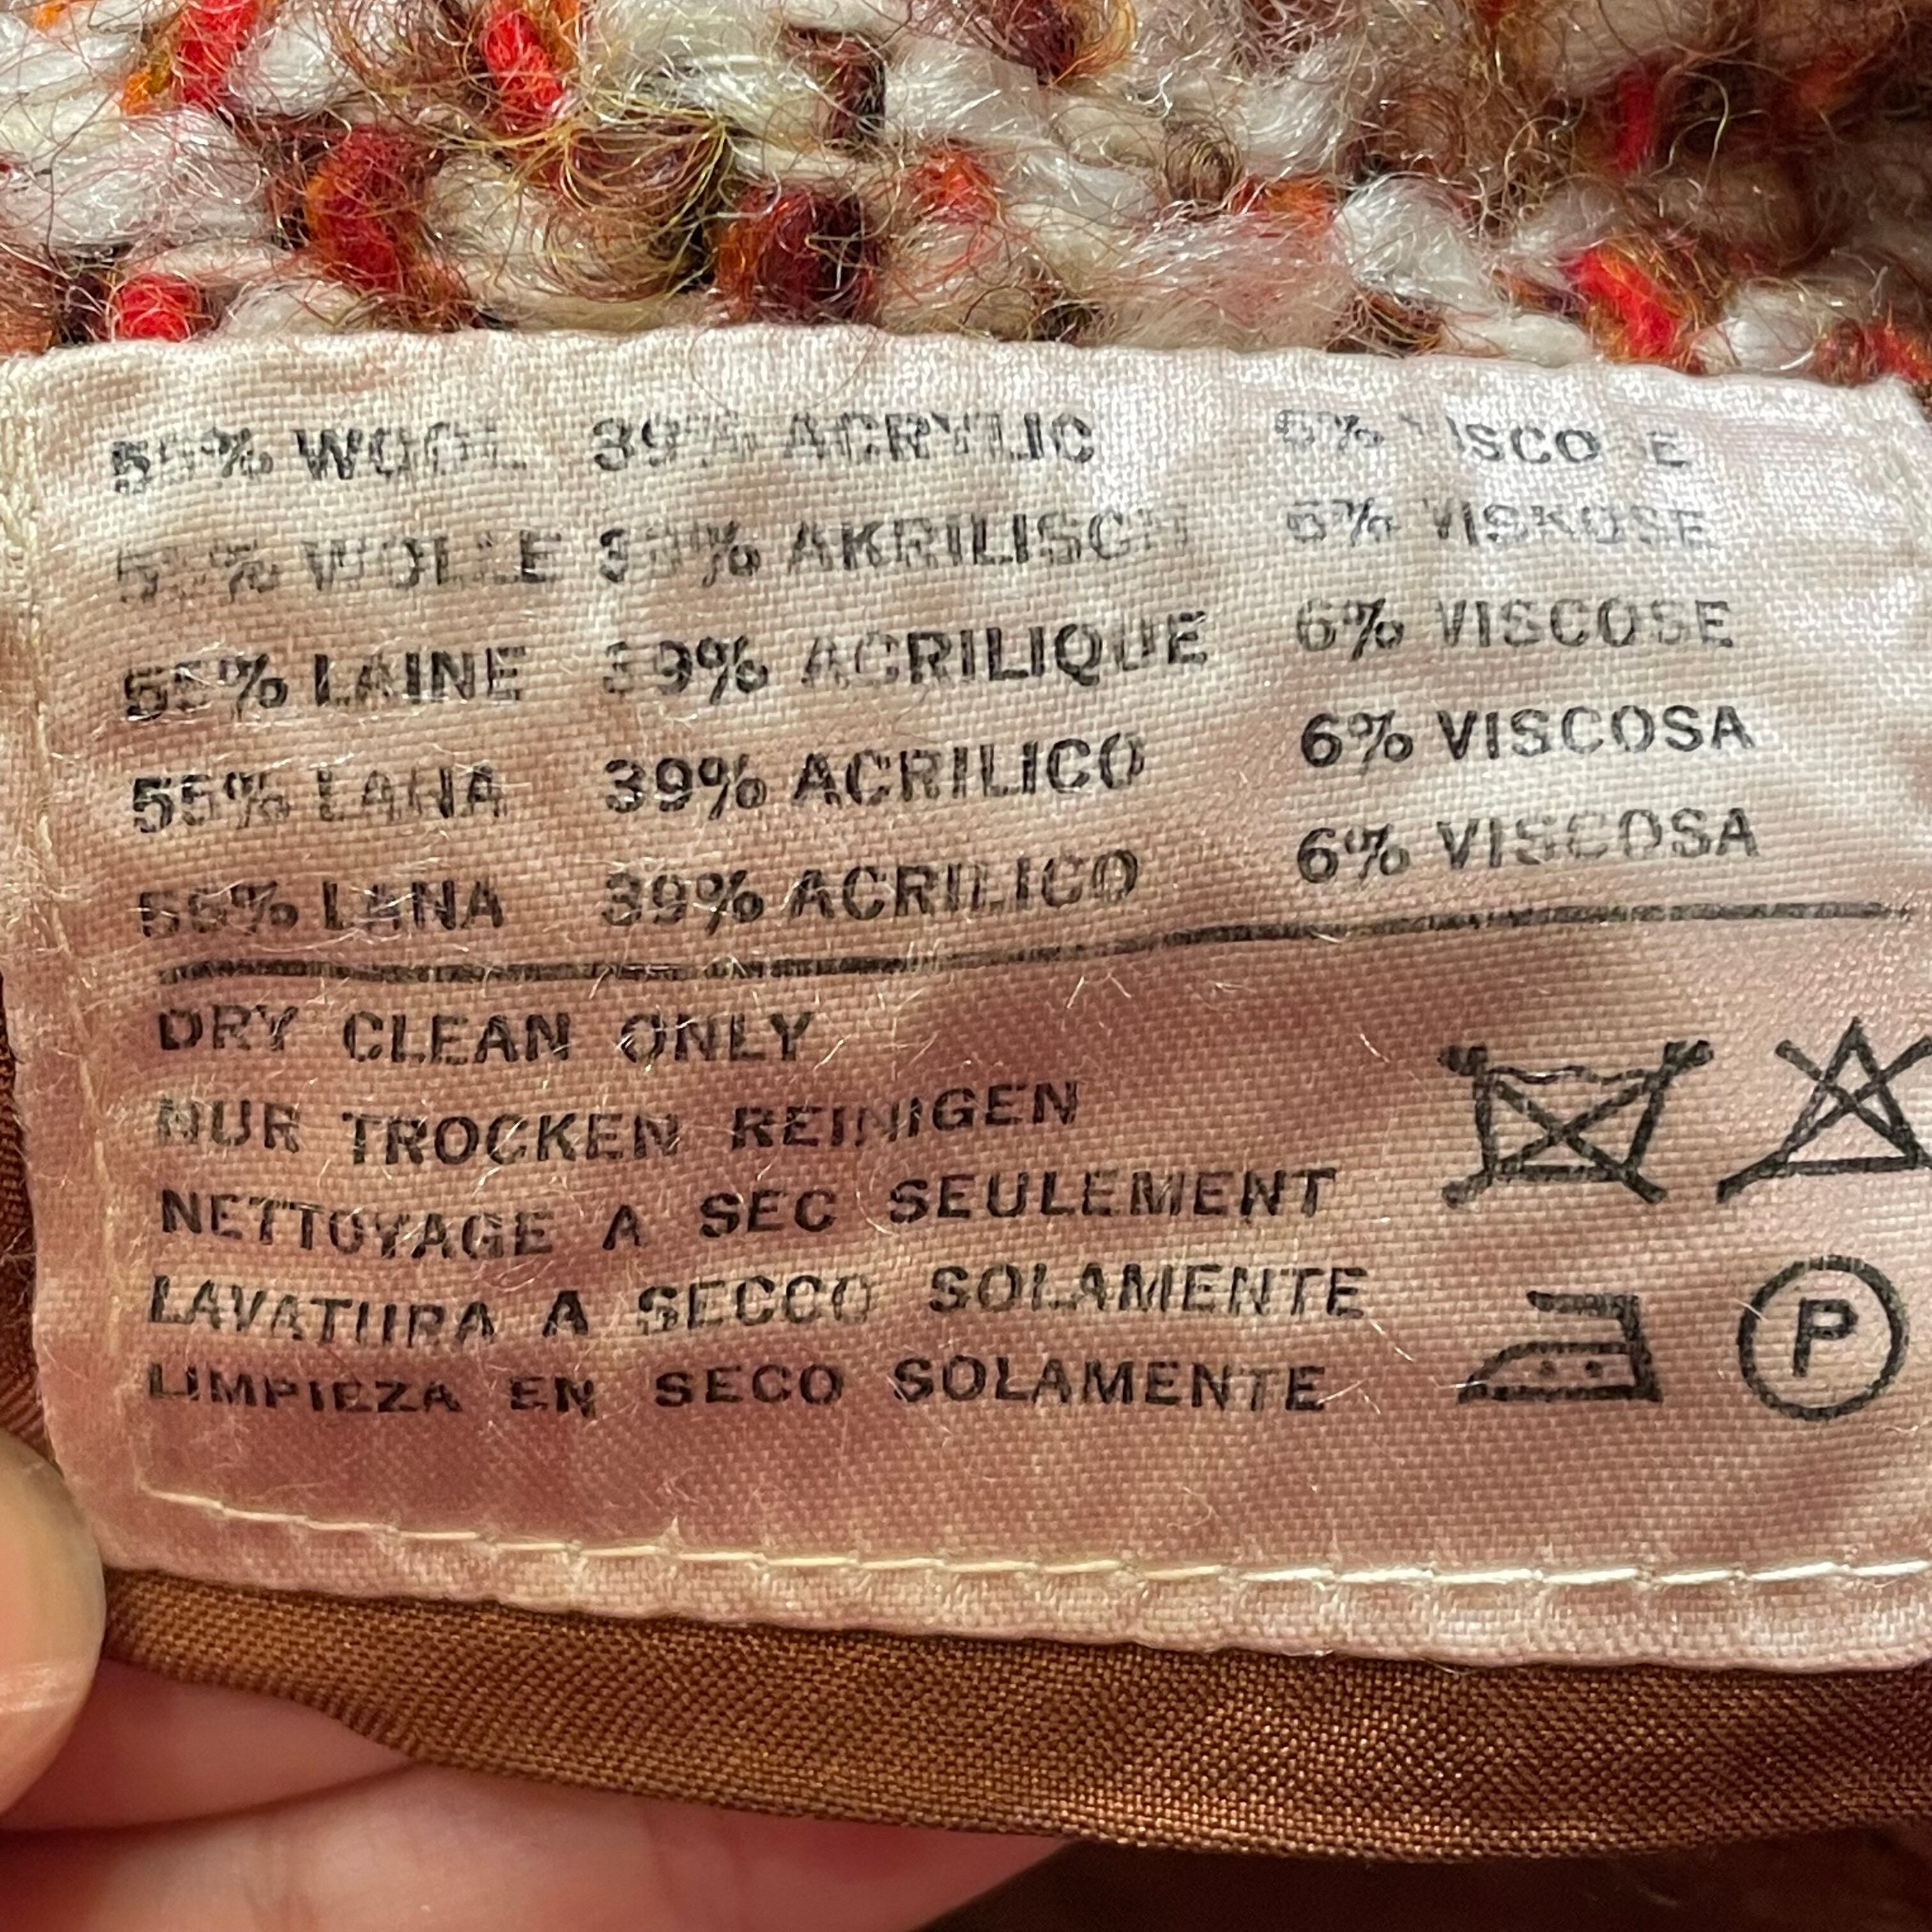 55% WOOL 39% ACRYLIC 6% VISCOSE
55% WOLLE 39% AKRILISCH 6% VISKOSE
55% LAINE 39% ACRILIQUE 6% VISCOSE
55% LANA 39% ACRILICO 6% VISCOSA
55% LANA 39% ACRILICO 6% VISCOSA
DRY CLEAN ONLY
NUR TROCKEN REINIGEN
NETTOYAGE A SEC SEULEMENT
LAVATURA A SECCO SOLAMENTE
LIMPIEZA EN SECO SOLAMENTE
P